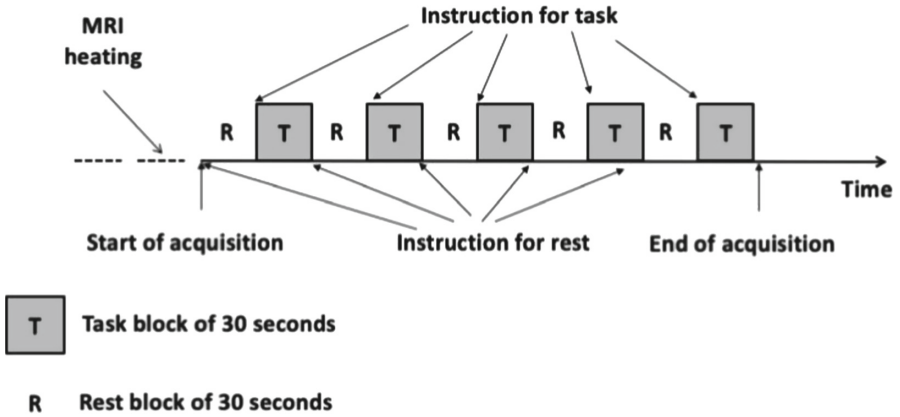 Instruction for task
MRI
heating
R T R T R T R T R T
Time
Start of acquisition
Instruction for rest
End of acquisition
T Task block of 30 seconds
R Rest block of 30 seconds